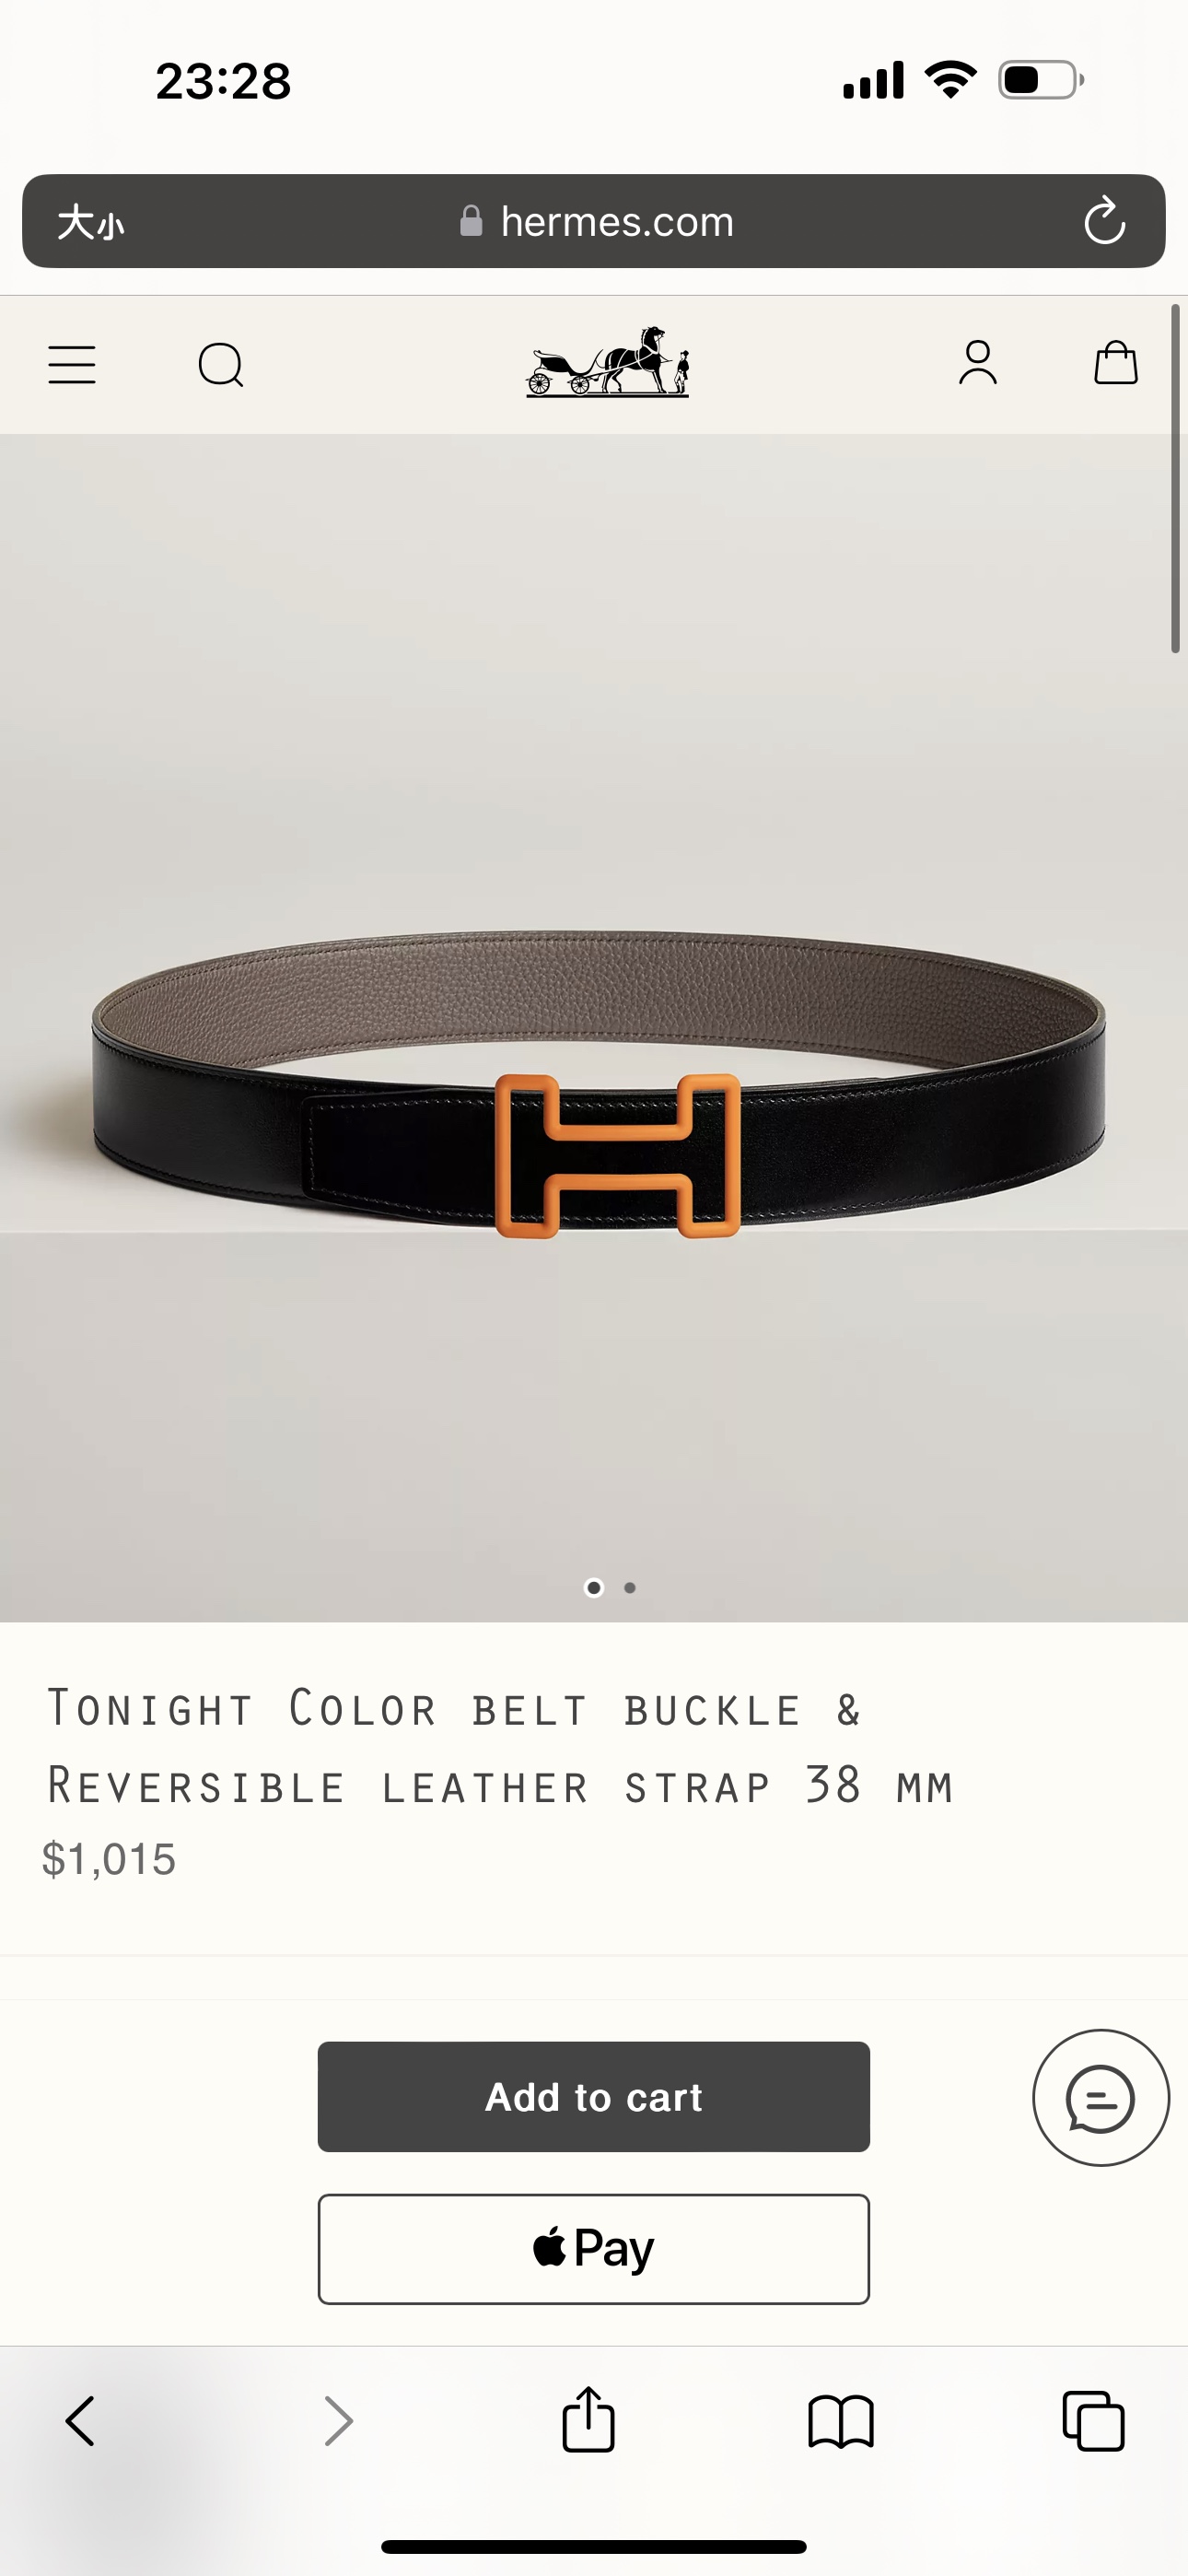 23:28
大小 hermes.com
Tonight Color belt buckle &
Reversible leather strap 38 mm
$1,015
Add to cart
Pay